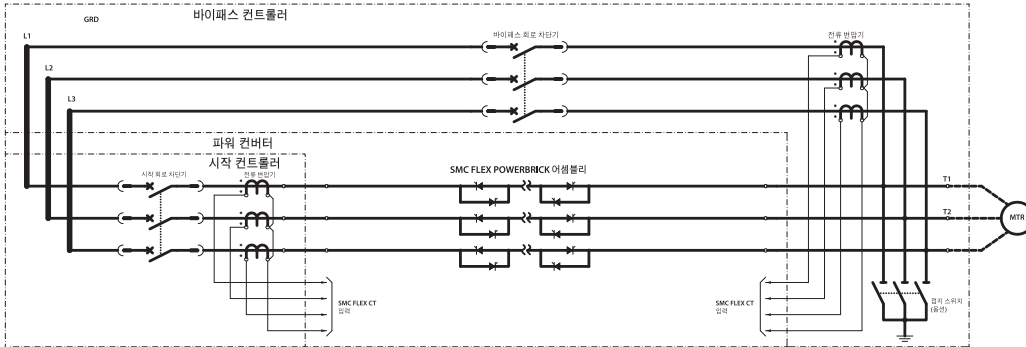 바이패스 컨트롤러
GRD
L1
바이패스 회로 차단기
전류 변압기
L2
L3
파워 컨버터
시작 컨트롤러
시작 회로 차단기
전류 변압기
SMC FLEX POWERBRICK 어셈블리
T1
T2
MTR
SMC FLEX CT
입력
SMC FLEX CT
입력
접지 스위치
(옵션)